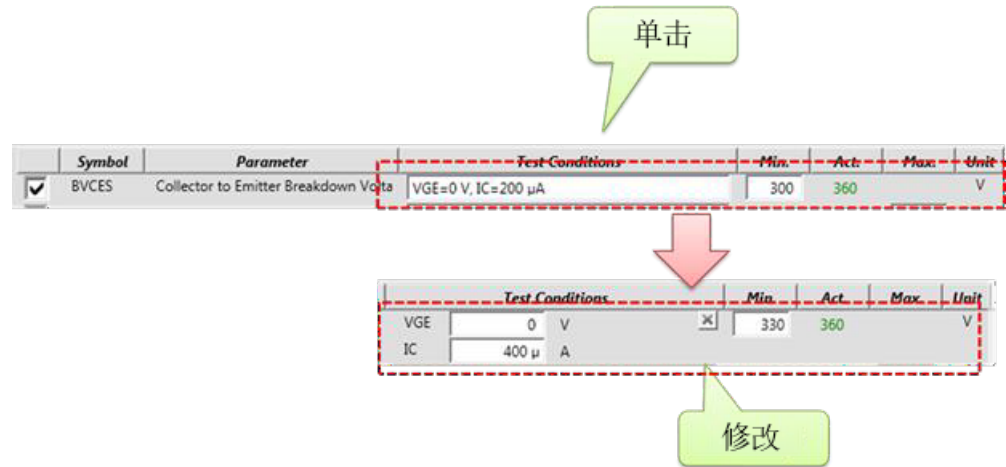 单击
Symbol Parameter Test Conditions Min. Act. Max. Unit
BVCES Collector to Emitter Breakdown Volta VGE=0 V, IC=200 µA 300 360 V
Test Conditions Min. Act. Max. Unit
VGE 0 V 330 360 V
IC 400 µ A
修改